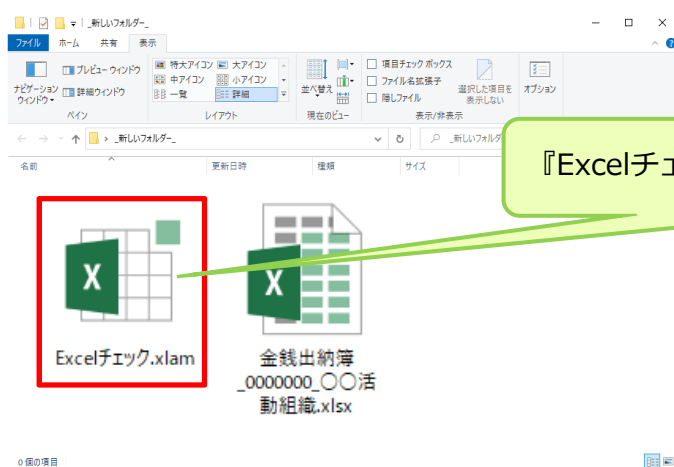 _新しいフォルダー_
ファイル ホーム 共有 表示
ナビゲーション
ウィンドウ
プレビュー ウィンドウ
詳細ウィンドウ
ペイン
特大アイコン 大アイコン
中アイコン 小アイコン
一覧 詳細
レイアウト
並べ替え
現在のビュー
項目チェック ボックス
ファイル名拡張子
隠しファイル
選択した項目を
表示しない
表示/非表示
オプション
_新しいフォルダー_
_新しいフォルダ
名前 更新日時 種類 サイズ
『Excelチェ
X
X
Excelチェック.xlam
金銭出納簿
_0000000_〇〇活
動組織.xlsx
0 個の項目